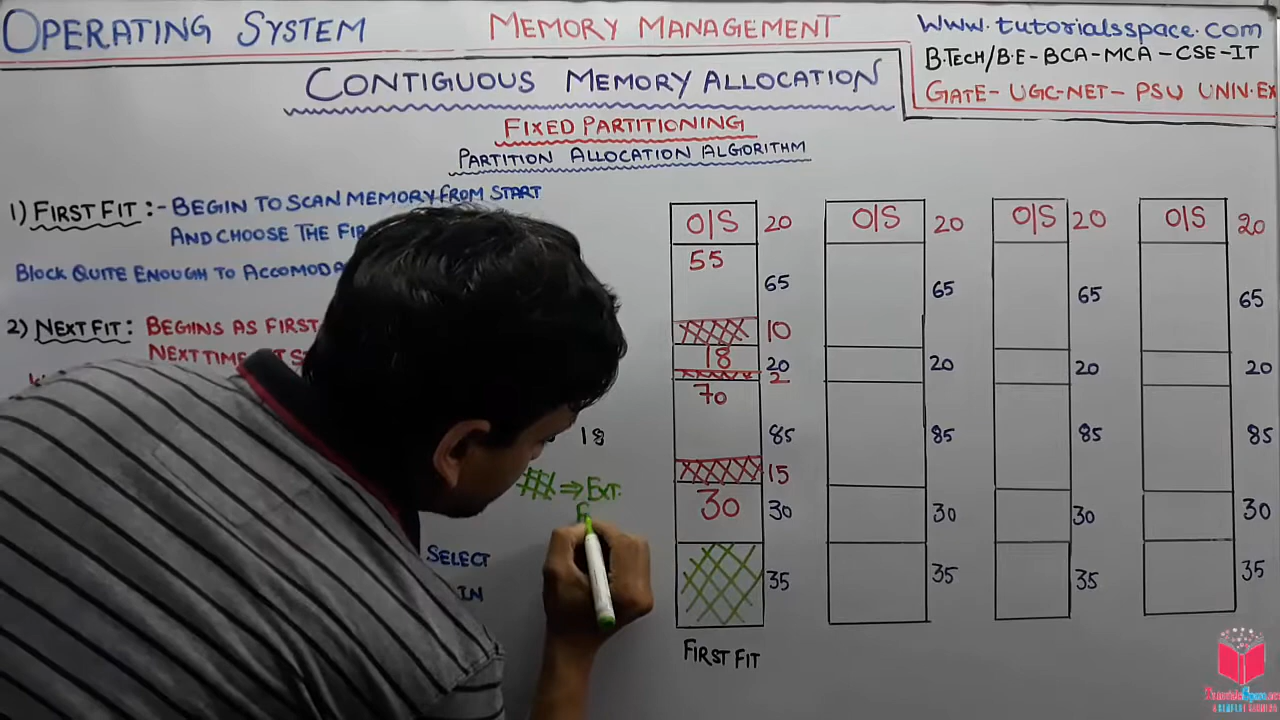 OPERATING SYSTEM
MEMORY MANAGEMENT
www.tutorialsspace.com
B.TECH/B.E - BCA - MCA - CSE - IT
GATE - UGC-NET - PSU UNIV.EX
CONTIGUOUS MEMORY ALLOCATION
FIXED PARTITIONING
PARTITION ALLOCATION ALGORITHM
1) FIRST FIT :- BEGIN TO SCAN MEMORY FROM START
AND CHOOSE THE
BLOCK QUITE ENOUGH TO
2) NEXT FIT: BEGINS AS FIRST
NEXT TIME
18
⇒ EXT.
SELECT
IN
O/S 20
55
65
10
18
20
2
70
85
15
30 30
35
FIRST FIT
O/S 20
65
20
85
30
35
O/S 20
65
20
85
30
35
O/S 20
65
20
85
30
35